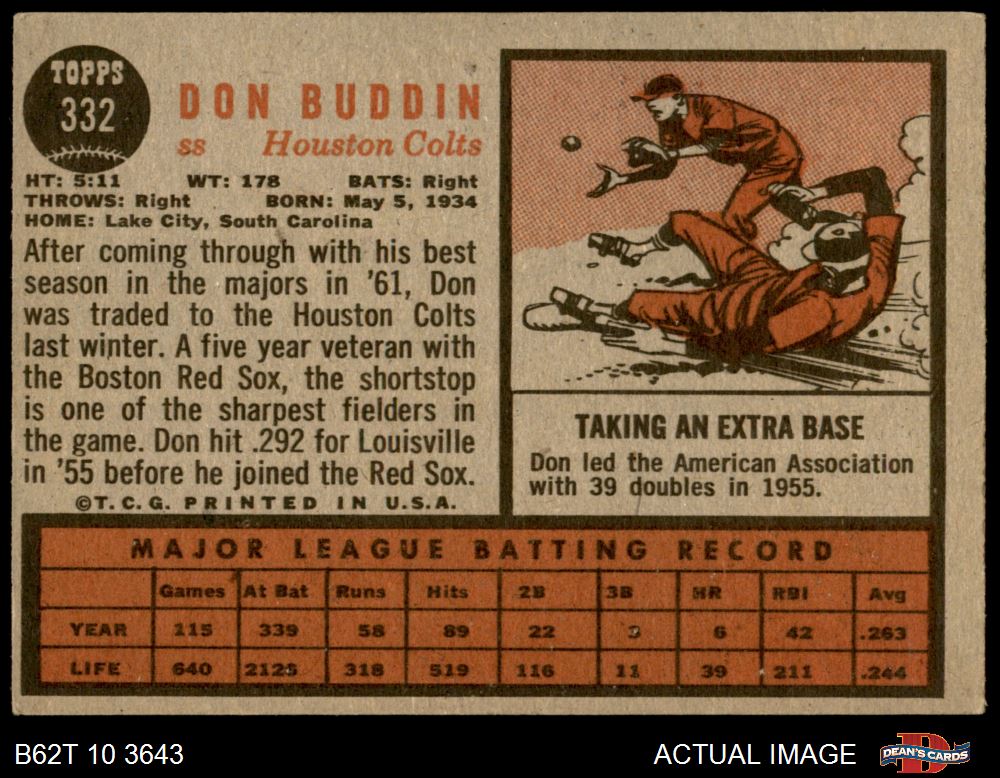 TOPPS
332
DON BUDDIN
ss Houston Colts
HT: 5:11 WT: 178 BATS: Right
THROWS: Right BORN: May 5, 1934
HOME: Lake City, South Carolina
After coming through with his best
season in the majors in '61, Don
was traded to the Houston Colts
last winter. A five year veteran with
the Boston Red Sox, the shortstop
is one of the sharpest fielders in
the game. Don hit .292 for Louisville
in '55 before he joined the Red Sox.
©T.C.G. PRINTED IN U.S.A.
TAKING AN EXTRA BASE
Don led the American Association
with 39 doubles in 1955.
MAJOR LEAGUE BATTING RECORD
Games At Bat Runs Hits 2B 3B HR RBI Avg
YEAR 115 339 58 89 22 6 42 .263
LIFE 640 2125 318 519 116 11 39 211 .244
B62T 10 3643 ACTUAL IMAGE DEAN'S CARDS